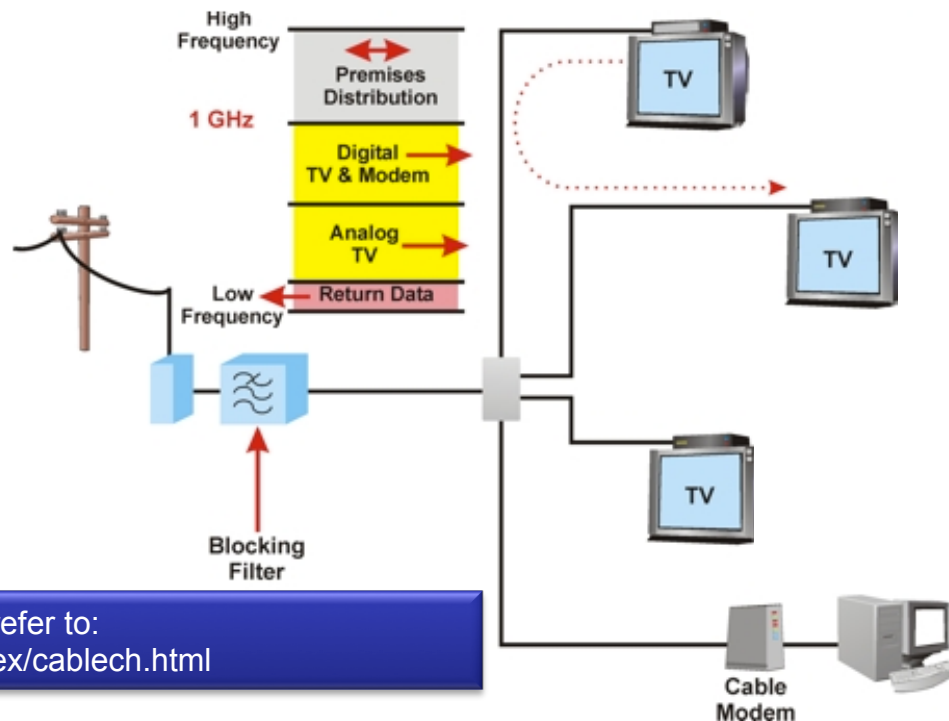 High
Frequency
Premises
Distribution
1 GHz
Digital
TV & Modem
Analog
TV
Low
Frequency
Return Data
TV
TV
TV
Blocking
Filter
efer to:
ex/cablech.html
Cable
Modem